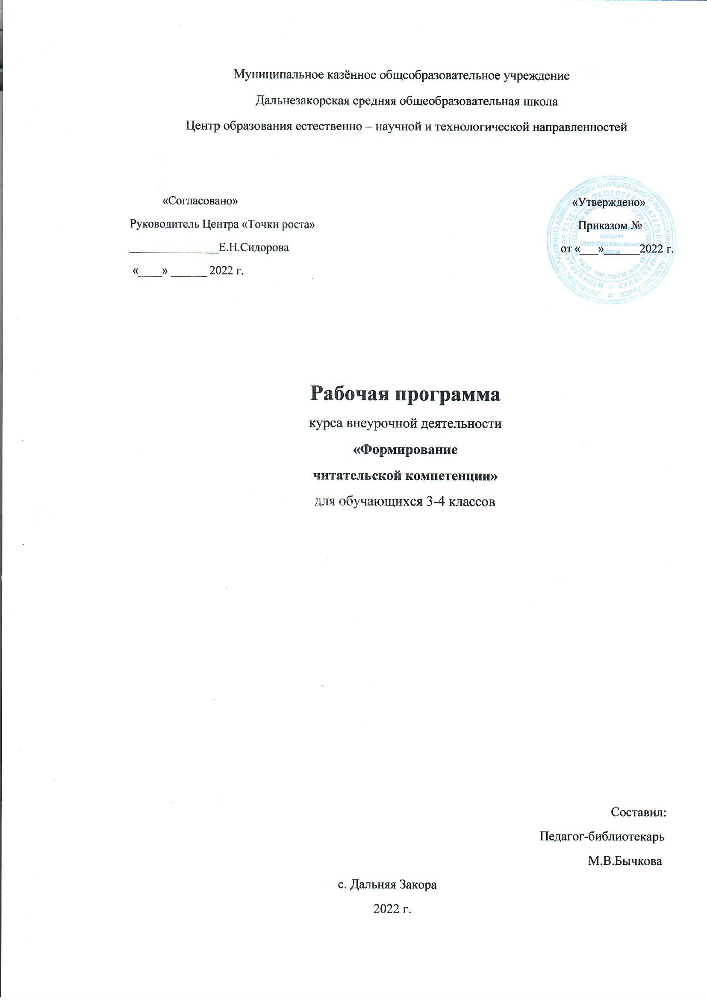 Муниципальное казённое общеобразовательное учреждение
Дальнезакорская средняя общеобразовательная школа
Центр образования естественно – научной и технологической направленностей
«Согласовано»
Руководитель Центра «Точки роста»
_______________Е.Н.Сидорова
«____» ______ 2022 г.
«Утверждено»
Приказом №
от «___»______2022 г.
средняя
общеобразовательная
школа
Рабочая программа
курса внеурочной деятельности
«Формирование
читательской компетенции»
для обучающихся 3-4 классов
Составил:
Педагог-библиотекарь
М.В.Бычкова
с. Дальняя Закора
2022 г.